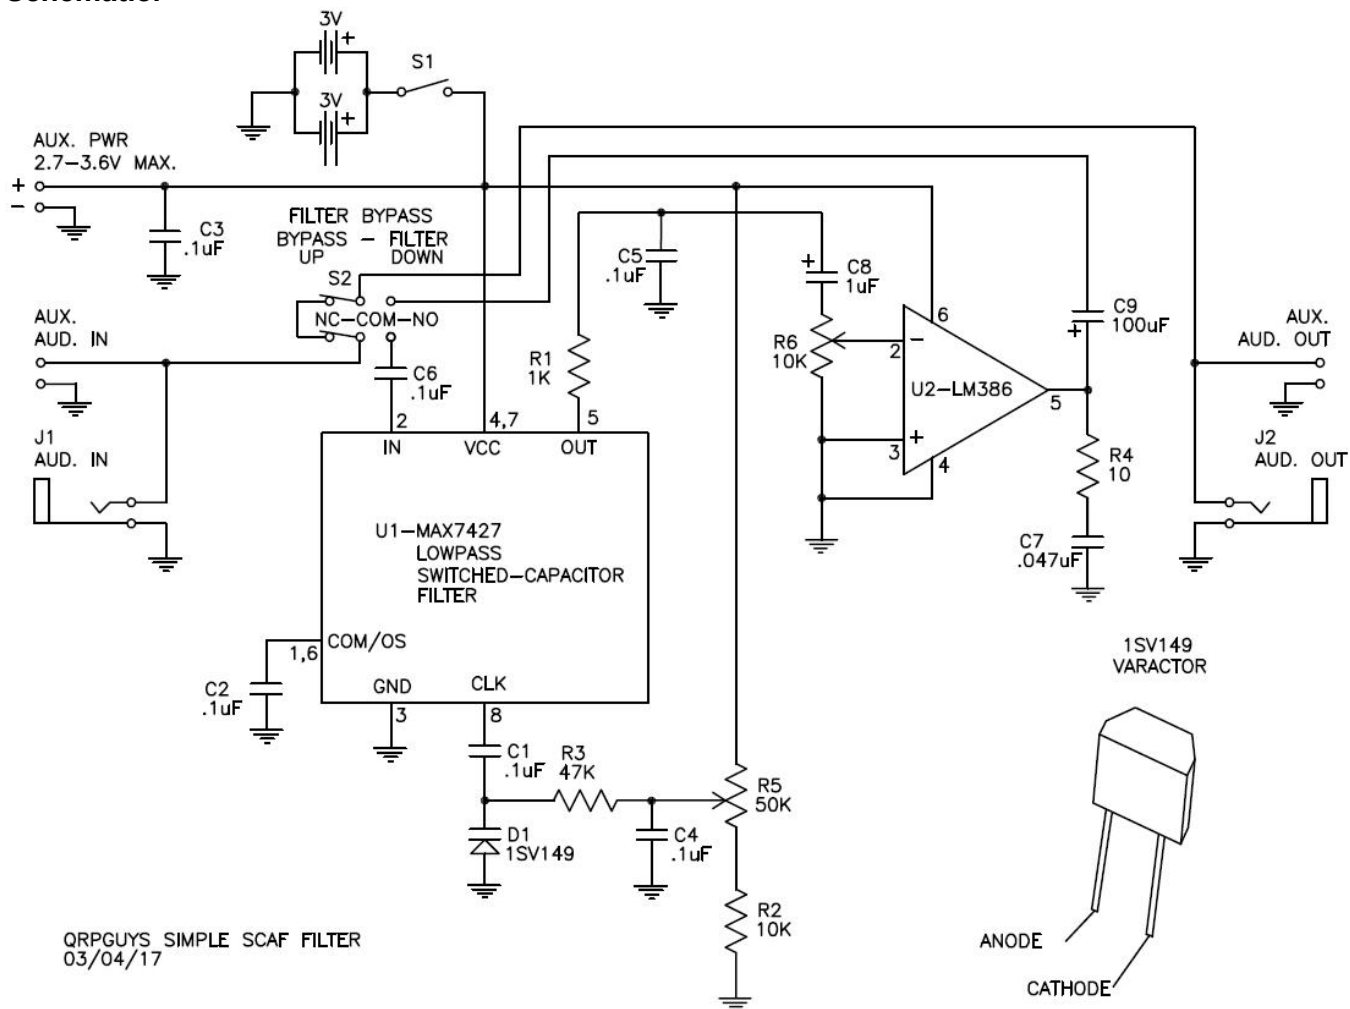 3V
+
S1
3V
+
AUX. PWR
2.7-3.6V MAX.
+
-
C3
.1uF
FILTER BYPASS
BYPASS - FILTER
UP DOWN
S2
NC-COM-NO
C5
.1uF
+
C8
1uF
AUX.
AUD. IN
R1
1K
C6
.1uF
R6
10K
6
2
-
U2-LM386
5
+
3
4
C9
100uF
+
AUX.
AUD. OUT
J1
AUD. IN
2
4,7
5
IN
VCC
OUT
R4
10
J2
AUD. OUT
U1-MAX7427
LOWPASS
SWITCHED-CAPACITOR
FILTER
C7
.047uF
COM/OS
1,6
C2
.1uF
GND
CLK
3
8
C1
.1uF
R3
47K
R5
50K
D1
1SV149
C4
.1uF
R2
10K
1SV149
VARACTOR
ANODE
CATHODE
QRPGUYS SIMPLE SCAF FILTER
03/04/17